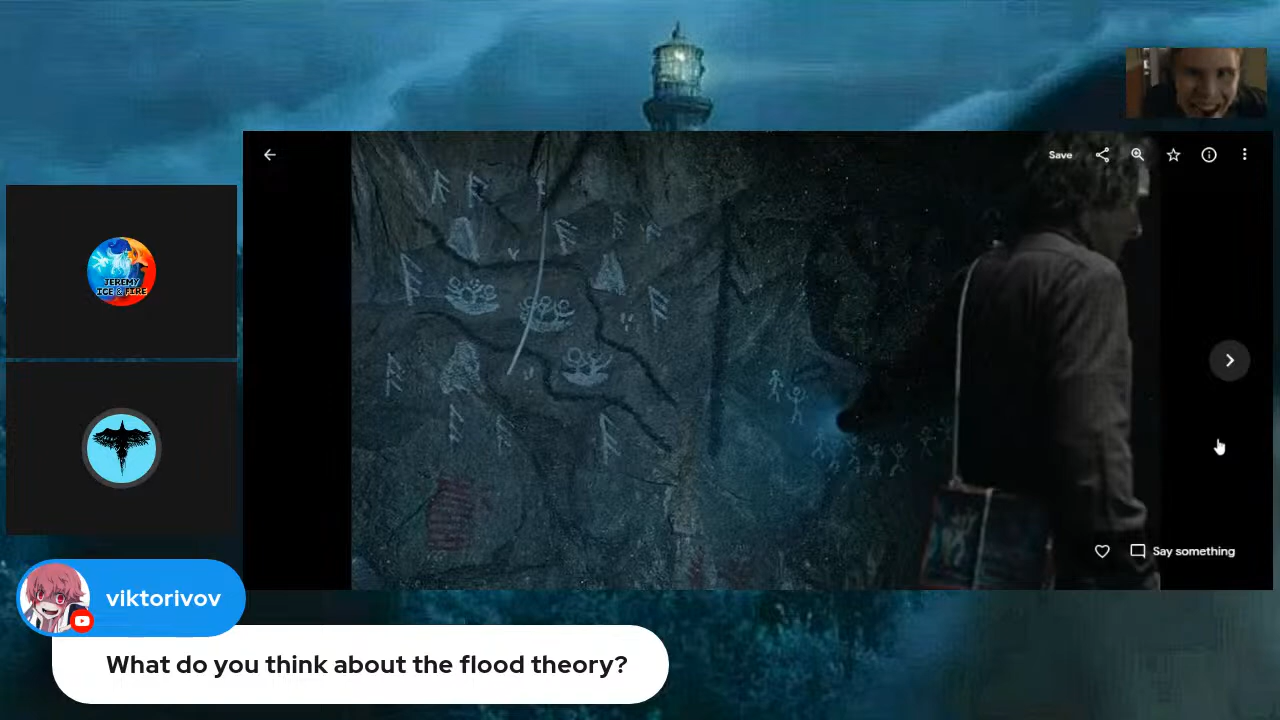 Save
JEREMY
ICE & FIRE
Say something
viktorivov
What do you think about the flood theory?